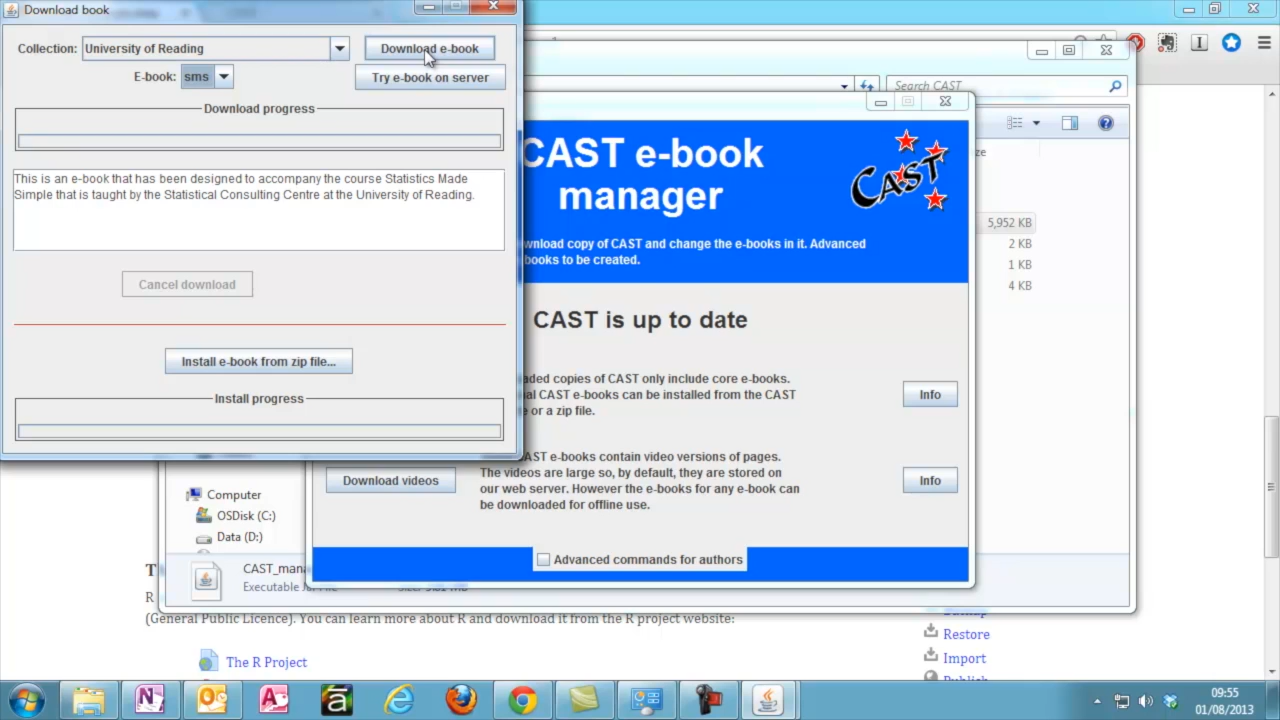 Download book
Collection:
University of Reading
Download e-book
E-book:
sms
Try e-book on server
Download progress
This is an e-book that has been designed to accompany the course Statistics Made
Simple that is taught by the Statistical Consulting Centre at the University of Reading.
Cancel download
Install e-book from zip file...
Install progress
Search CAST
CAST e-book
manager
CAST
download copy of CAST and change the e-books in it. Advanced
books to be created.
CAST is up to date
copies of CAST only include core e-books.
CAST e-books can be installed from the CAST
or a zip file.
Info
CAST e-books contain video versions of pages.
Download videos
The videos are large so, by default, they are stored on
our web server. However the e-books for any e-book can
be downloaded for offline use.
Info
Advanced commands for authors
5,952 KB
2 KB
1 KB
4 KB
Computer
OSDisk (C:)
Data (D:)
CAST_mana
Executable Jar File
Size: 5.81 MB
T
R
(General Public License). You can learn more about R and download it from the R project website:
The R Project
Backup
Restore
Import
Publish
09:55
01/08/2013